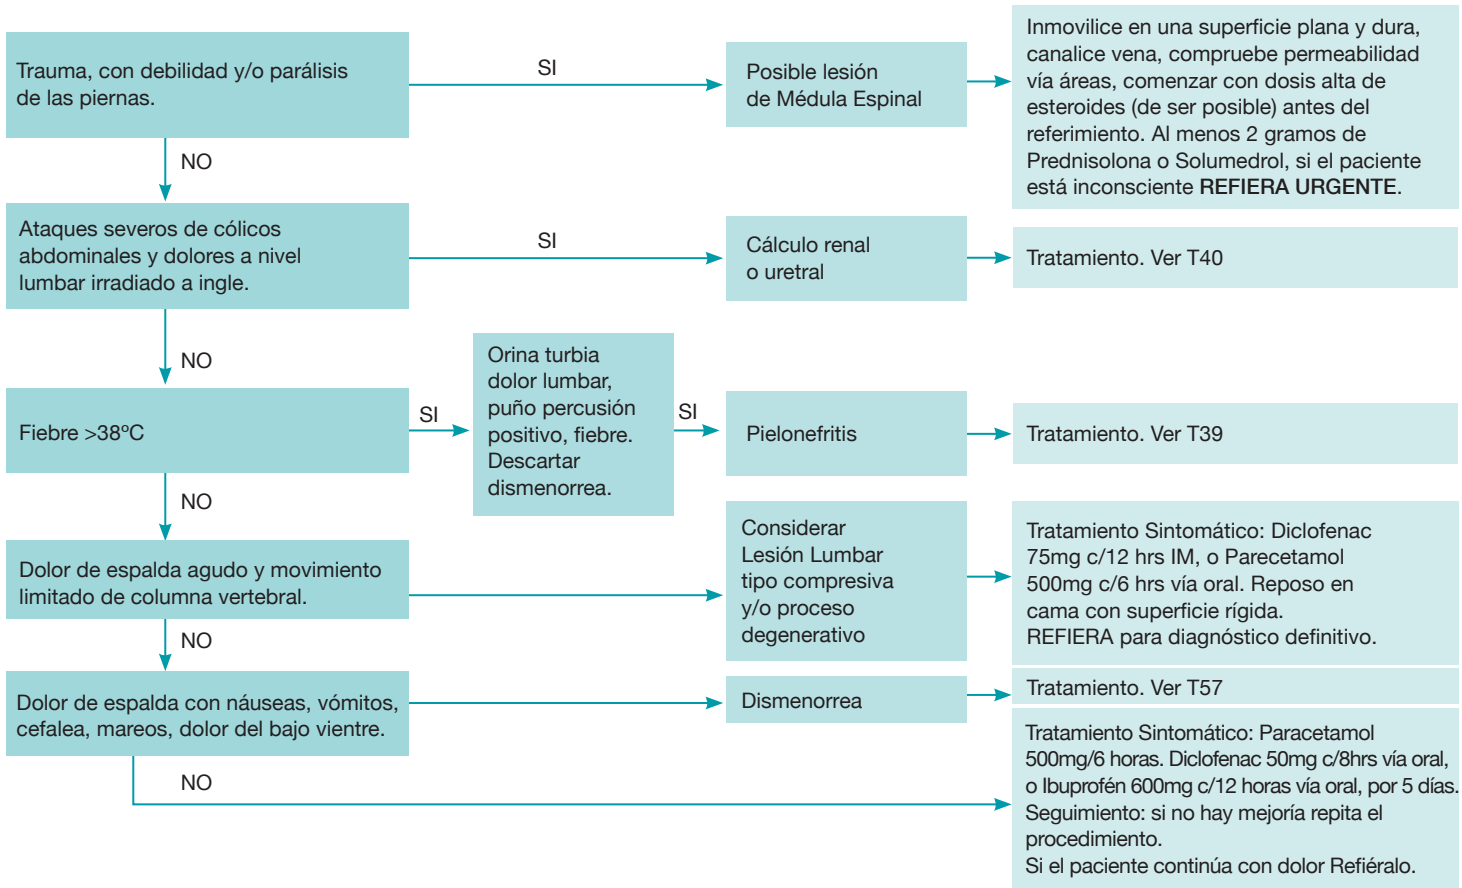 Trauma, con debilidad y/o parálisis
de las piernas.
SI
Posible lesión
de Médula Espinal
Inmovilice en una superficie plana y dura,
canalice vena, compruebe permeabilidad
vía áreas, comenzar con dosis alta de
esteroides (de ser posible) antes del
referimiento. Al menos 2 gramos de
Prednisolona o Solumedrol, si el paciente
está inconsciente REFIERA URGENTE.
NO
Ataques severos de cólicos
abdominales y dolores a nivel
lumbar irradiado a ingle.
SI
Cálculo renal
o uretral
Tratamiento. Ver T40
NO
Fiebre >38ºC
SI
Orina turbia
dolor lumbar,
puño percusión
positivo, fiebre.
Descartar
dismenorrea.
SI
Pielonefritis
Tratamiento. Ver T39
NO
Dolor de espalda agudo y movimiento
limitado de columna vertebral.
Considerar
Lesión Lumbar
tipo compresiva
y/o proceso
degenerativo
Tratamiento Sintomático: Diclofenac
75mg c/12 hrs IM, o Parecetamol
500mg c/6 hrs vía oral. Reposo en
cama con superficie rígida.
REFIERA para diagnóstico definitivo.
NO
Dolor de espalda con náuseas, vómitos,
cefalea, mareos, dolor del bajo vientre.
Dismenorrea
Tratamiento. Ver T57
NO
Tratamiento Sintomático: Paracetamol
500mg/6 horas. Diclofenac 50mg c/8hrs vía oral,
o Ibuprofén 600mg c/12 horas vía oral, por 5 días.
Seguimiento: si no hay mejoría repita el
procedimiento.
Si el paciente continúa con dolor Refiéralo.